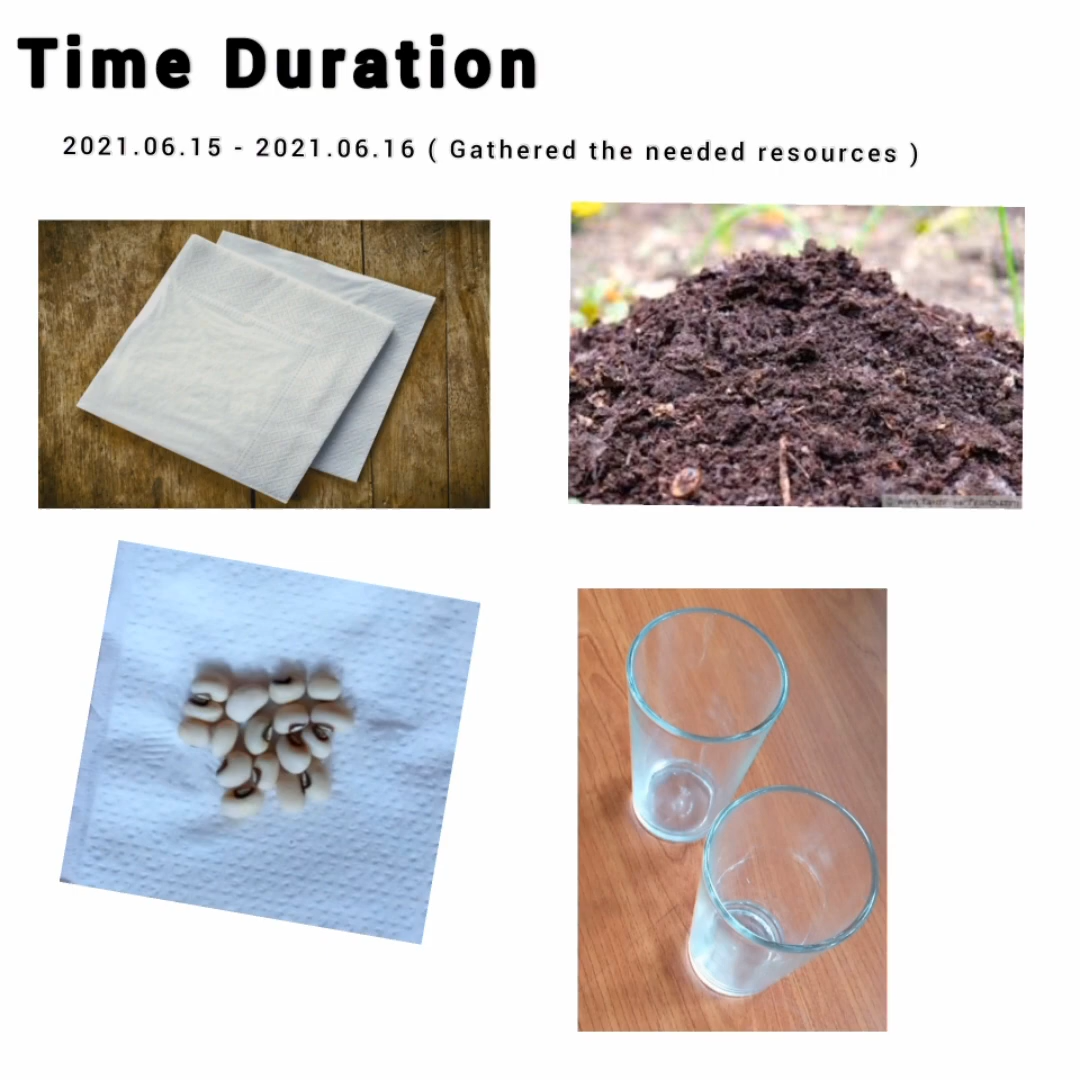 Time Duration
2021.06.15 - 2021.06.16 ( Gathered the needed resources )